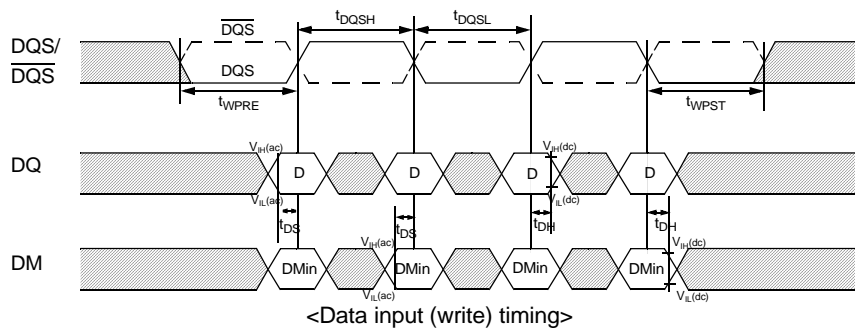 DQS
tDQSH
tDQSL
DQS/
DQS
DQS
tWPRE
tWPST
VIH(ac)
VIH(dc)
DQ
D
D
D
D
VIL(ac)
VIL(dc)
tDS
tDS
tDH
tDH
VIH(ac)
VIH(dc)
DM
DMin
DMin
DMin
DMin
VIL(ac)
VIL(dc)
<Data input (write) timing>